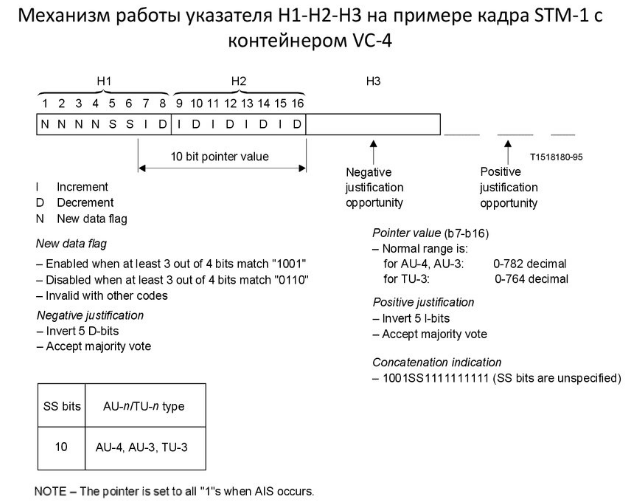 Механизм работы указателя H1-H2-H3 на примере кадра STM-1 с
контейнером VC-4
H1 H2 H3
1 2 3 4 5 6 7 8 9 10 11 12 13 14 15 16
N N N N S S I D I D I D I D I D
10 bit pointer value
Negative
justification
opportunity
Positive
justification
opportunity
T1518180-95
I Increment
D Decrement
N New data flag
New data flag
– Enabled when at least 3 out of 4 bits match "1001"
– Disabled when at least 3 out of 4 bits match "0110"
– Invalid with other codes
Negative justification
– Invert 5 D-bits
– Accept majority vote
Pointer value (b7-b16)
– Normal range is:
for AU-4, AU-3: 0-782 decimal
for TU-3: 0-764 decimal
Positive justification
– Invert 5 I-bits
– Accept majority vote
Concatenation indication
– 1001SS1111111111 (SS bits are unspecified)
SS bits AU-n/TU-n type
10 AU-4, AU-3, TU-3
NOTE – The pointer is set to all "1"s when AIS occurs.